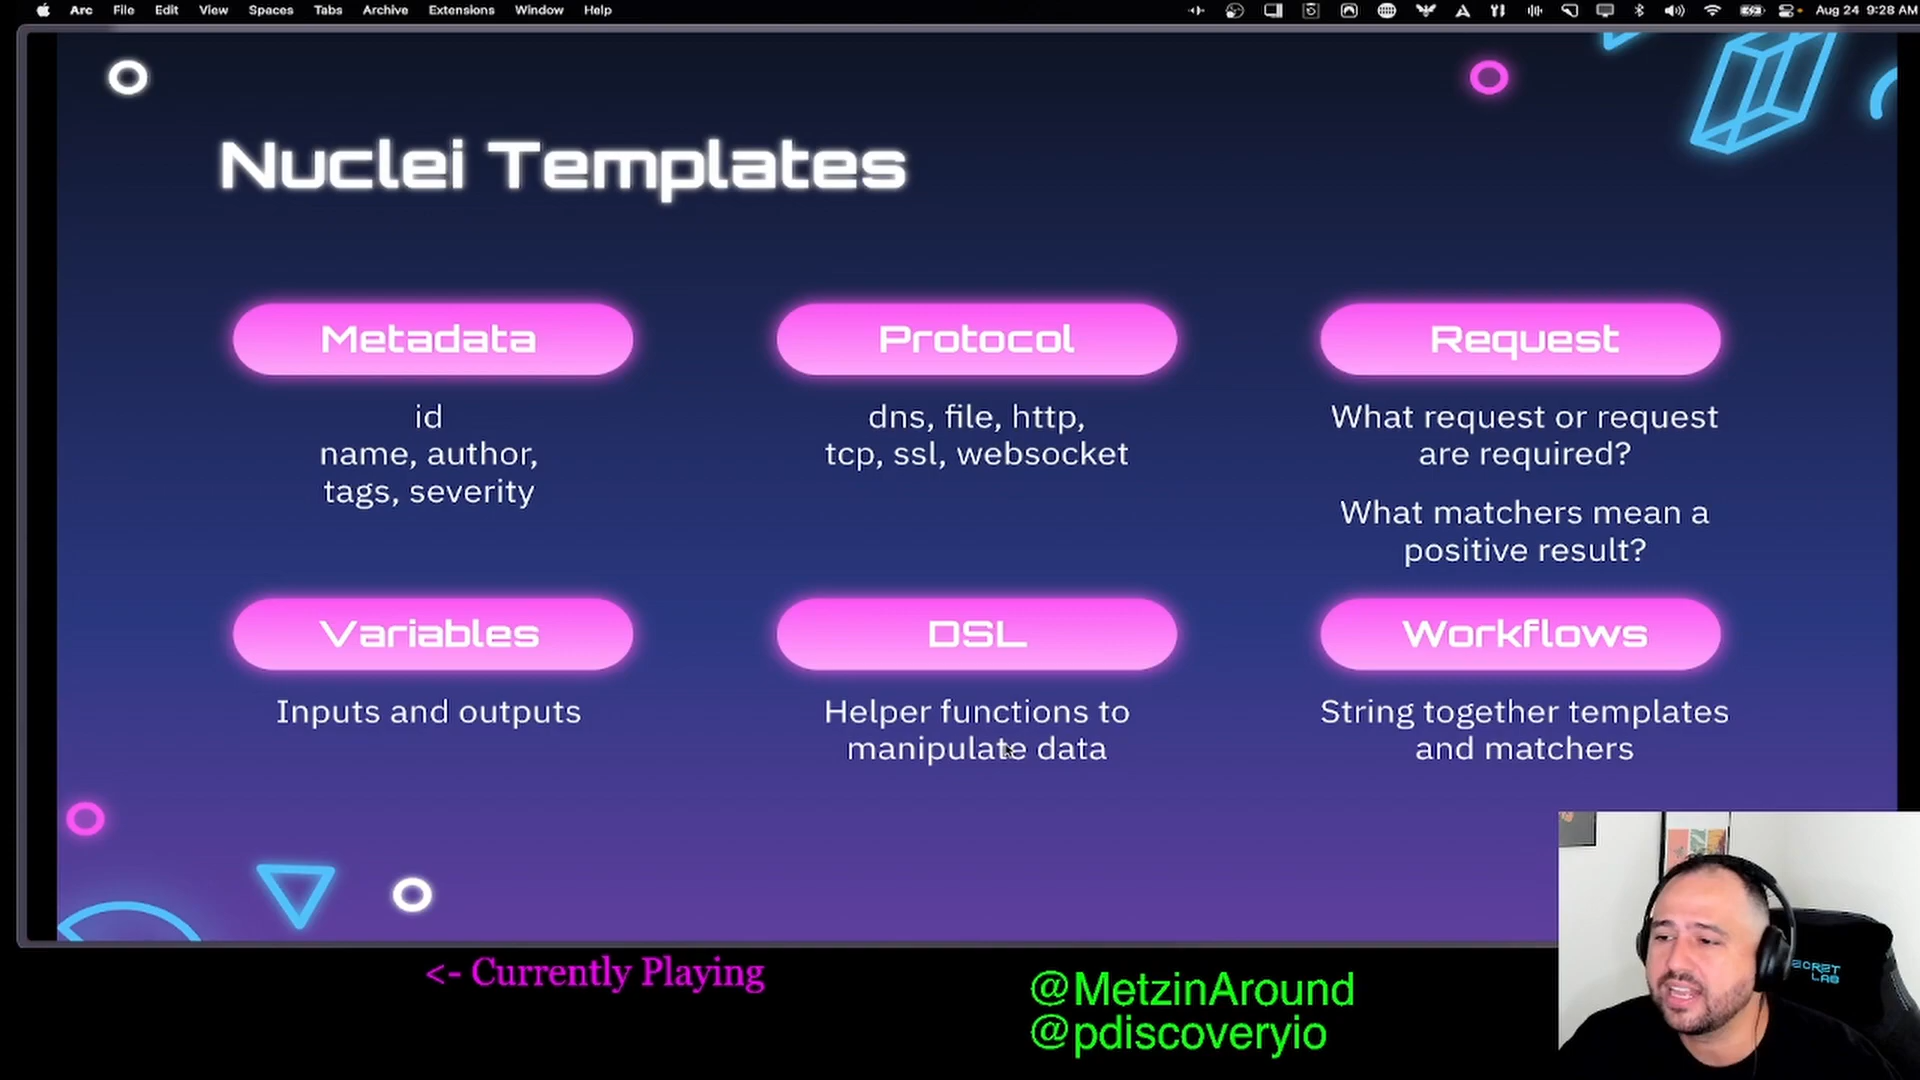 Arc File Edit View Spaces Tabs Archive Extensions Window Help Aug 24 9:28 AM
Nuclei Templates
Metadata
id
name, author,
tags, severity
Protocol
dns, file, http,
tcp, ssl, websocket
Request
What request or request
are required?
What matchers mean a
positive result?
Variables
Inputs and outputs
DSL
Helper functions to
manipulate data
Workflows
String together templates
and matchers
<- Currently Playing
@MetzinAround
@pdiscoveryio
LAB